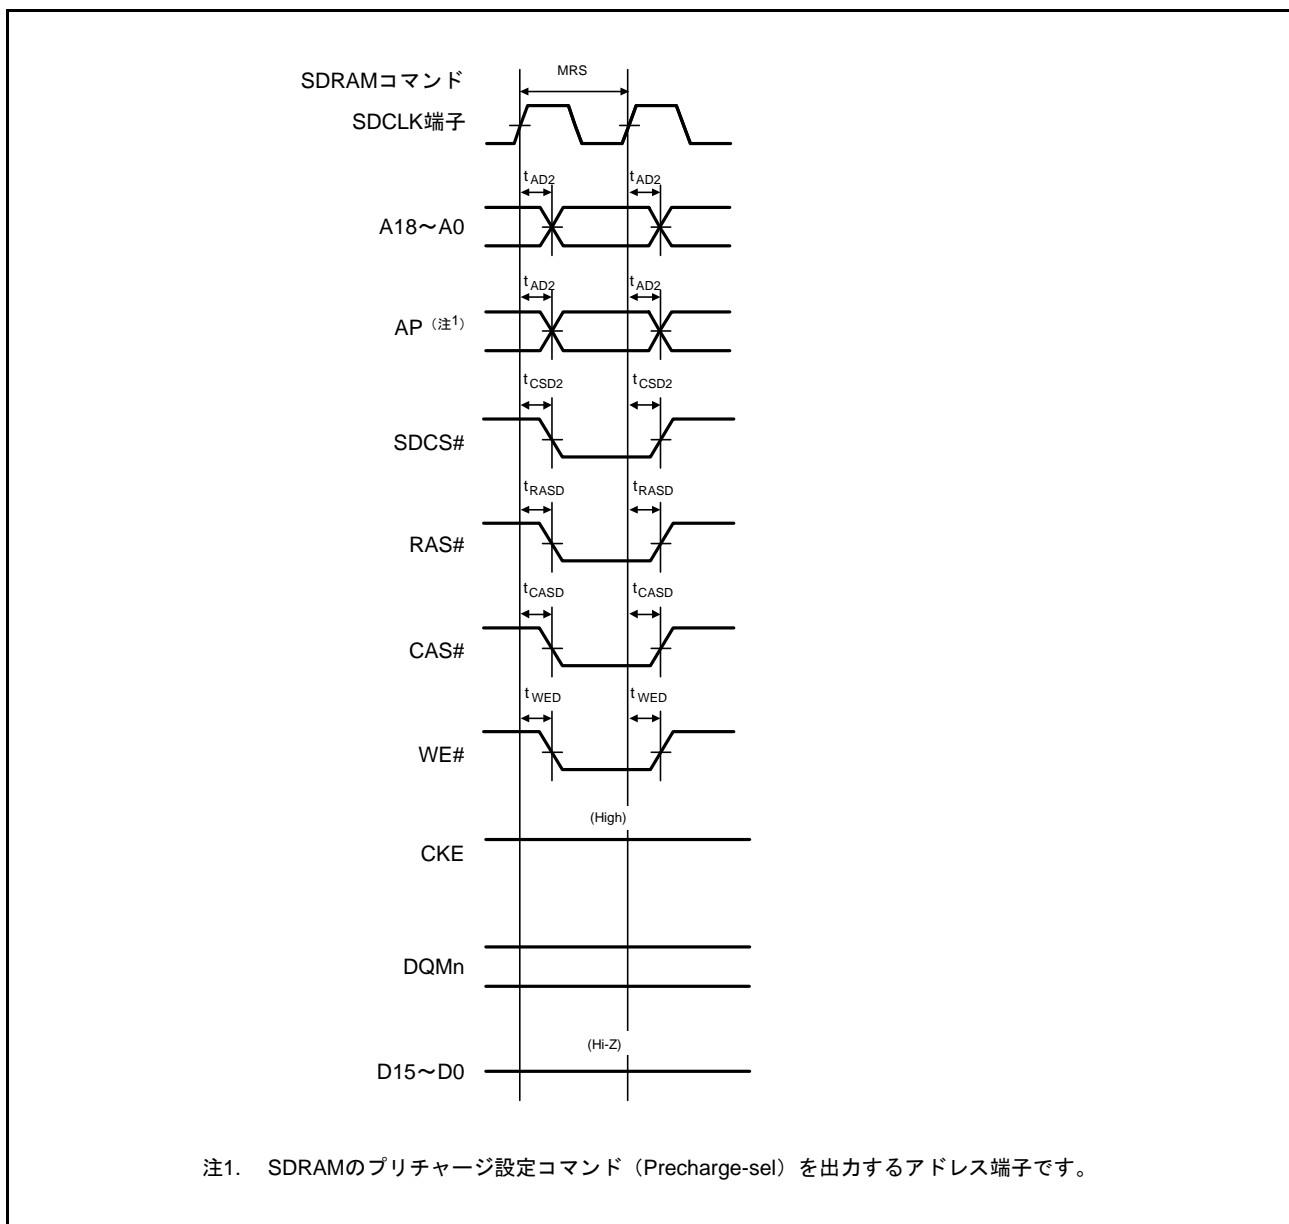 MRS
SDRAMコマンド
SDCLK端子
tAD2 tAD2
A18～A0
tAD2 tAD2
AP（注1）
tCSD2 tCSD2
SDCS#
tRASD tRASD
RAS#
tCASD tCASD
CAS#
tWED tWED
WE#
(High)
CKE
DQMn
(Hi-Z)
D15～D0
注1. SDRAMのプリチャージ設定コマンド（Precharge-sel）を出力するアドレス端子です。